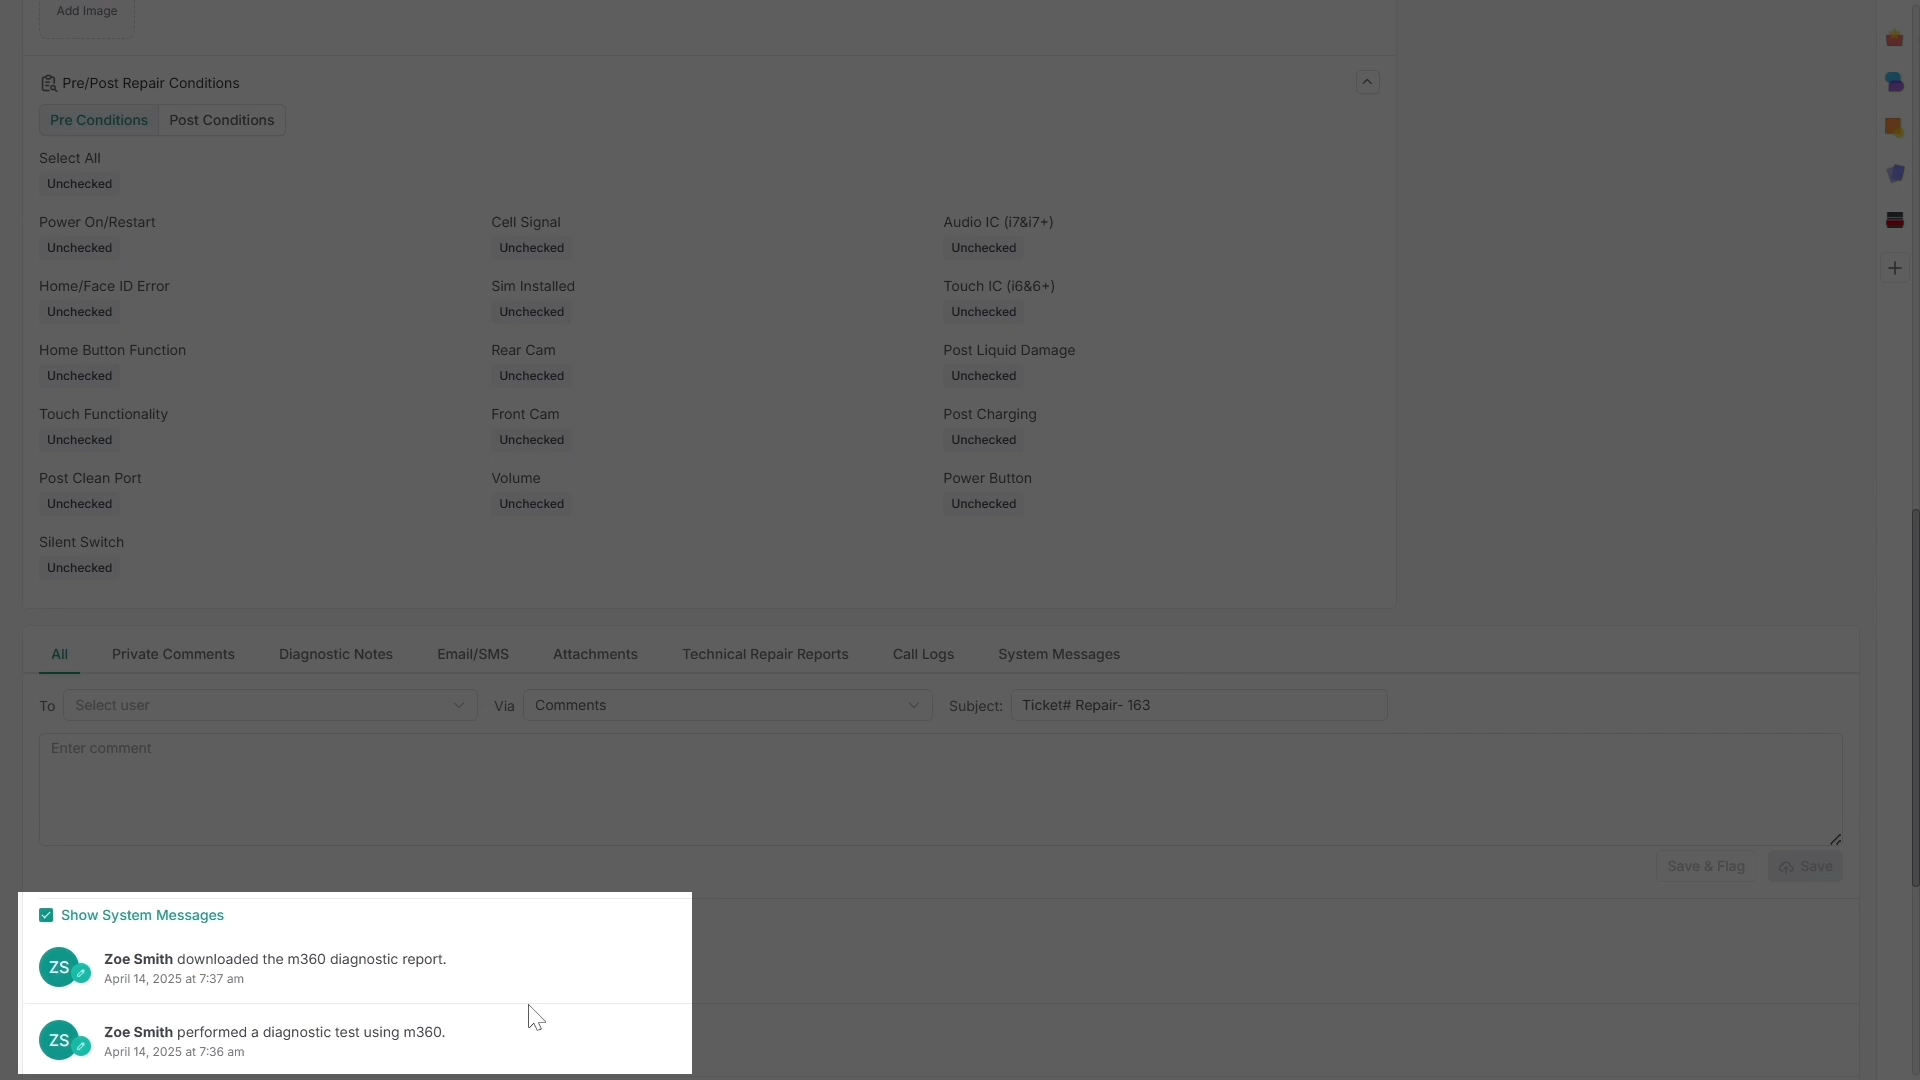 Add Image
Pre/Post Repair Conditions
Pre Conditions Post Conditions
Select All
Unchecked
Power On/Restart Cell Signal Audio IC (i7&i7+)
Unchecked Unchecked Unchecked
Home/Face ID Error Sim Installed Touch IC (i6&6+)
Unchecked Unchecked Unchecked
Home Button Function Rear Cam Post Liquid Damage
Unchecked Unchecked Unchecked
Touch Functionality Front Cam Post Charging
Unchecked Unchecked Unchecked
Post Clean Port Volume Power Button
Unchecked Unchecked Unchecked
Silent Switch
Unchecked
All Private Comments Diagnostic Notes Email/SMS Attachments Technical Repair Reports Call Logs System Messages
To Select user Via Comments Subject: Ticket# Repair- 163
Enter comment
Save & Flag Save
Show System Messages
ZS Zoe Smith downloaded the m360 diagnostic report.
April 14, 2025 at 7:37 am
ZS Zoe Smith performed a diagnostic test using m360.
April 14, 2025 at 7:36 am